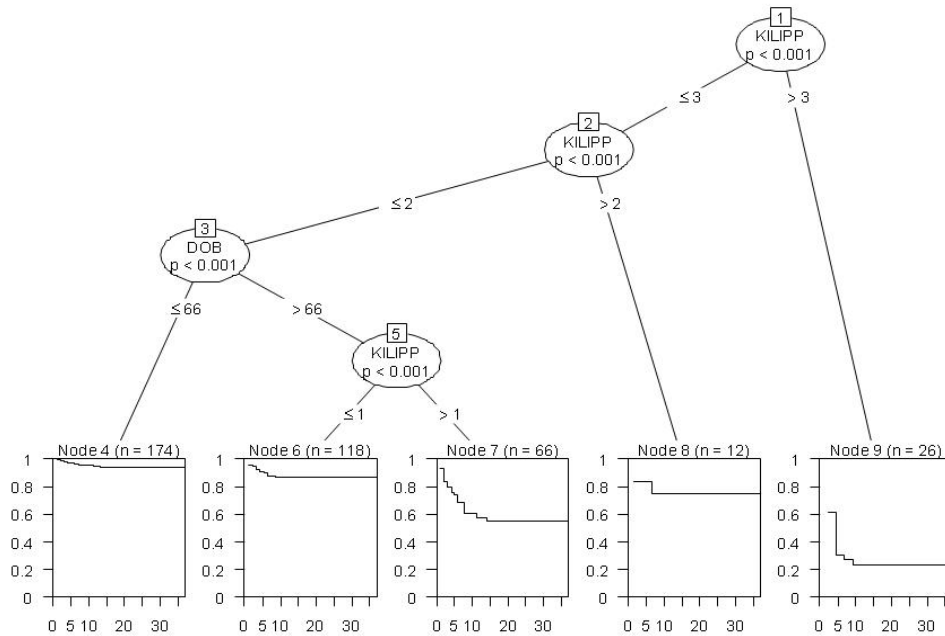 1
KILIPP
p < 0.001
≤ 3
> 3
2
KILIPP
p < 0.001
≤ 2
> 2
3
DOB
p < 0.001
≤ 66
> 66
5
KILIPP
p < 0.001
≤ 1
> 1
Node 4 (n = 174)
1
0.8
0.6
0.4
0.2
0
0 5 10 20 30
Node 6 (n = 118)
1
0.8
0.6
0.4
0.2
0
0 5 10 20 30
Node 7 (n = 66)
1
0.8
0.6
0.4
0.2
0
0 5 10 20 30
Node 8 (n = 12)
1
0.8
0.6
0.4
0.2
0
0 5 10 20 30
Node 9 (n = 26)
1
0.8
0.6
0.4
0.2
0
0 5 10 20 30